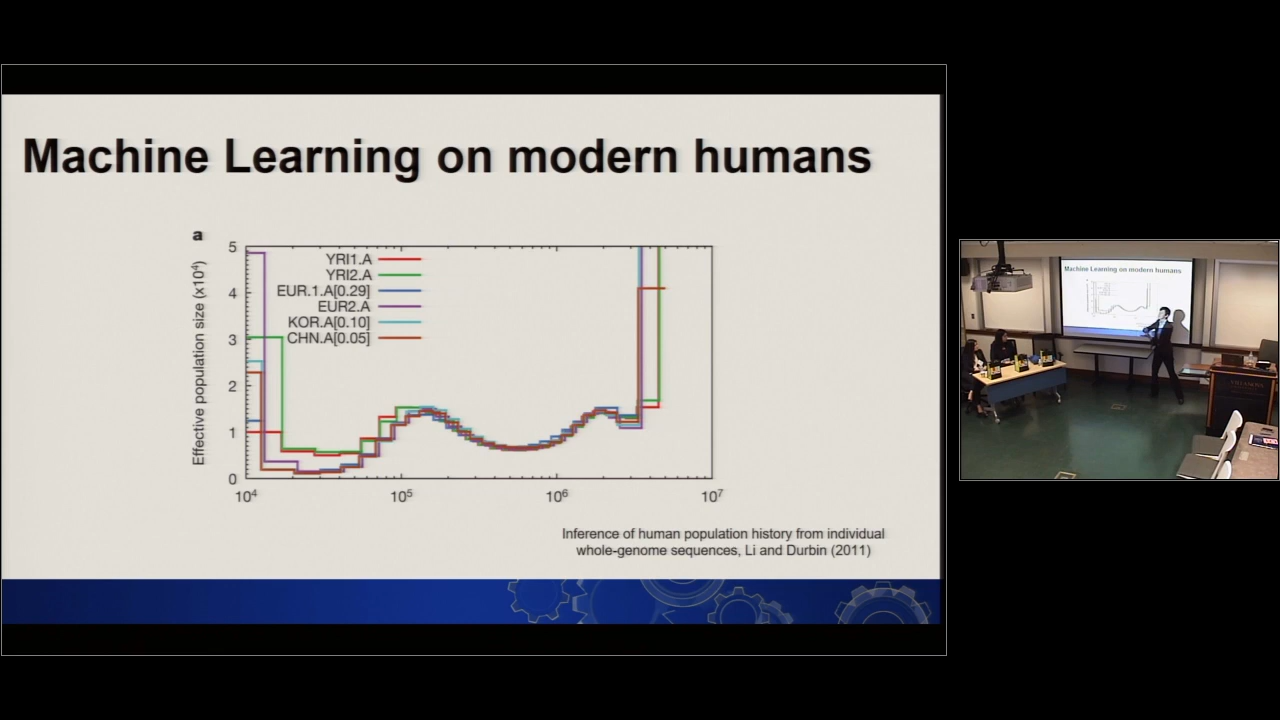 Machine Learning on modern humans
a
Effective population size (x10⁴)
5
4
3
2
1
0
YRI1.A
YRI2.A
EUR.1.A[0.29]
EUR2.A
KOR.A[0.10]
CHN.A[0.05]
10⁴ 10⁵ 10⁶ 10⁷
Inference of human population history from individual
whole-genome sequences, Li and Durbin (2011)
Machine Learning on modern humans
VILLANOVA